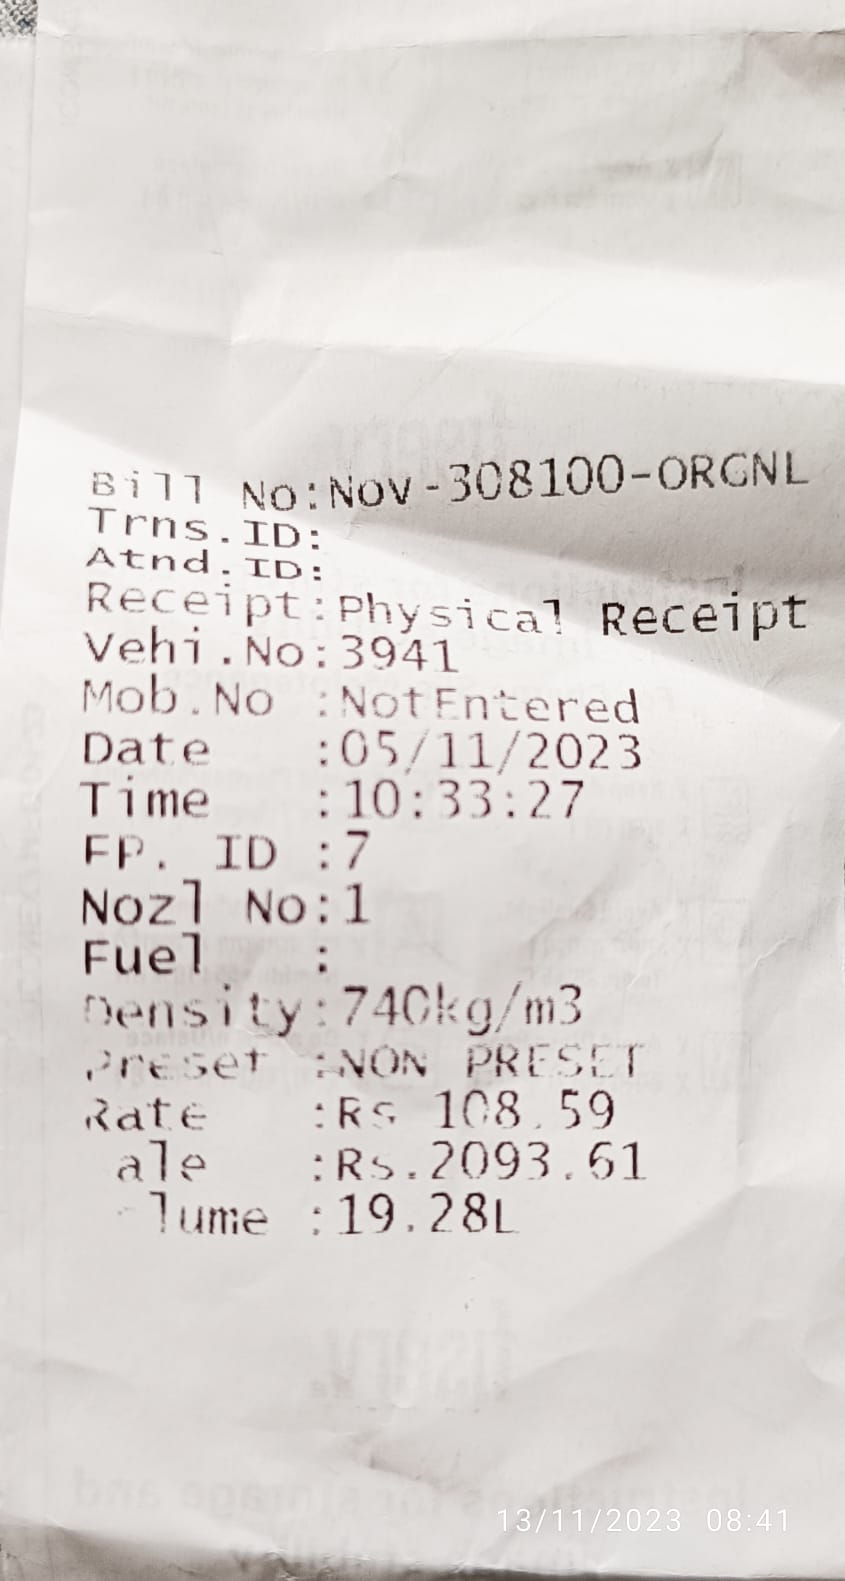 Bill No:Nov-308100-ORGNL
Trns.ID:
Atnd.ID:
Receipt:Physical Receipt
Vehi.No:3941
Mob.No :NotEntered
Date :05/11/2023
Time :10:33:27
FP. ID :7
Nozl No:1
Fuel :
Density:740kg/m3
Preset :NON PRESET
Rate :Rs 108.59
ale :Rs.2093.61
lume :19.28L
13/11/2023 08:41